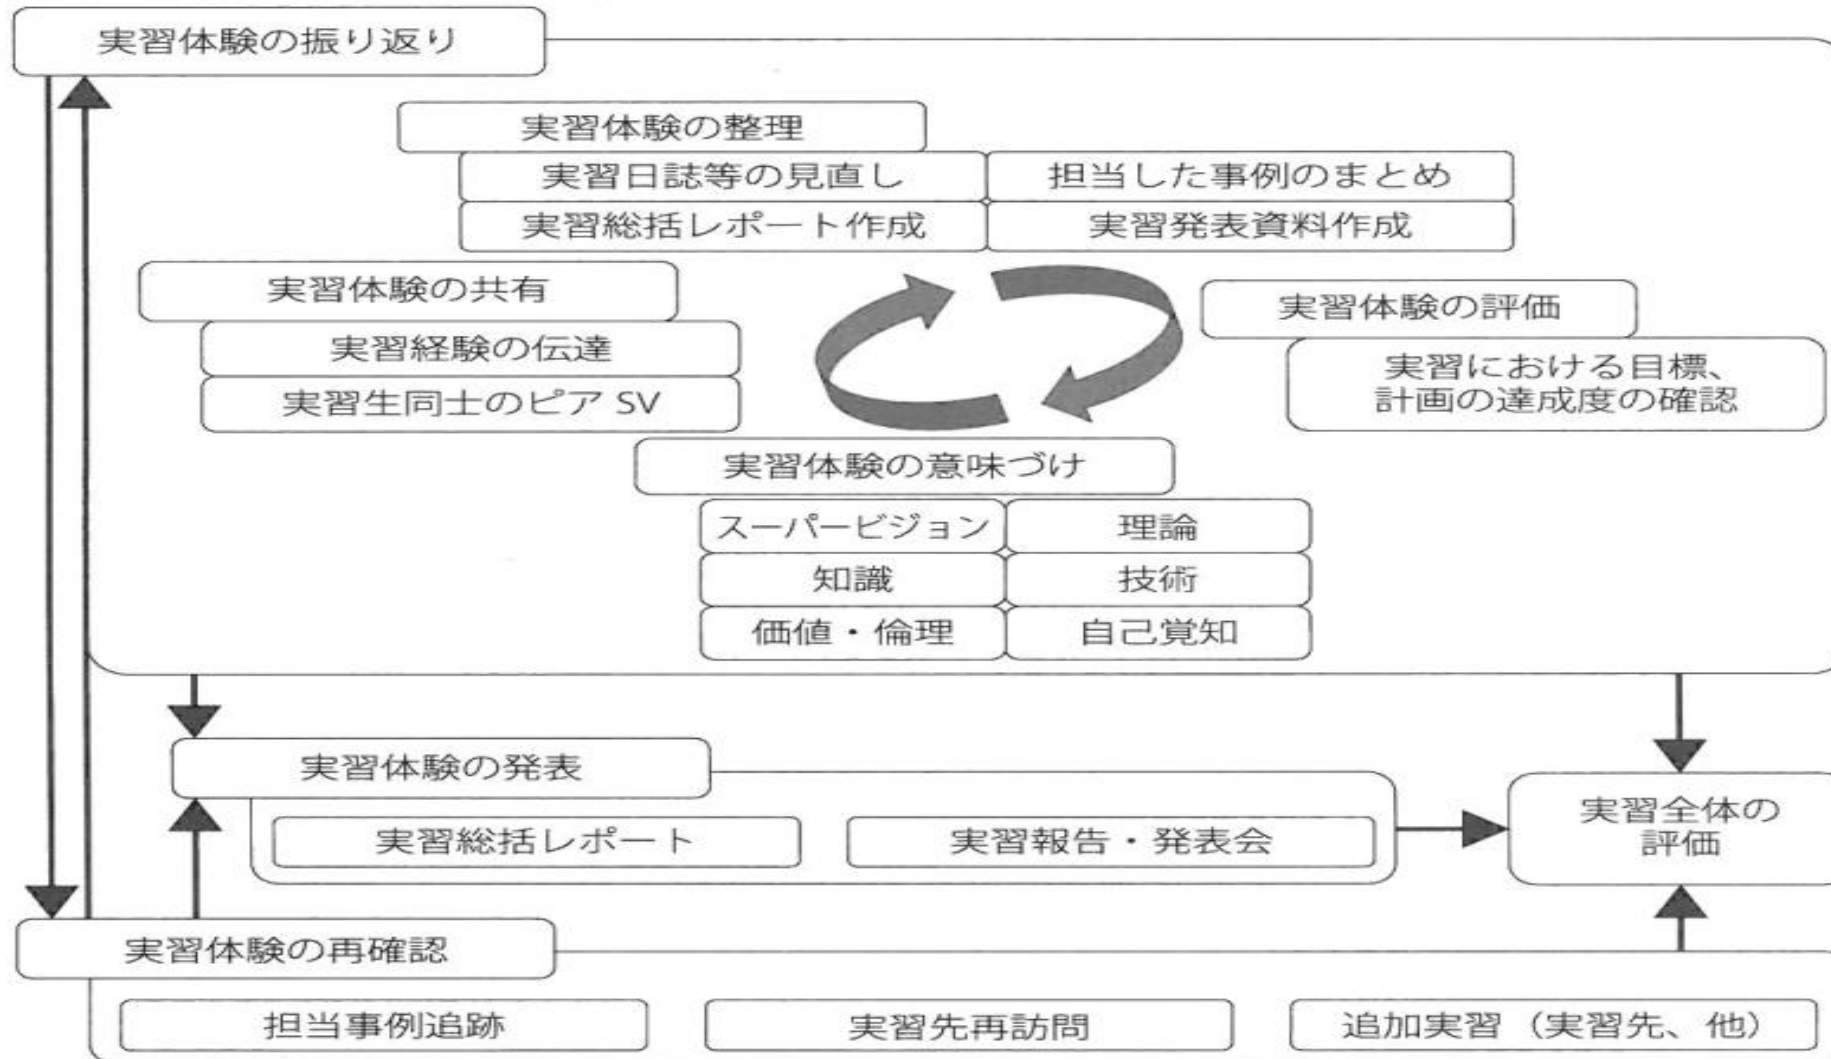 実習体験の振り返り
実習体験の整理
実習日誌等の見直し
担当した事例のまとめ
実習総括レポート作成
実習発表資料作成
実習体験の共有
実習経験の伝達
実習生同士のピア SV
実習体験の評価
実習における目標、
計画の達成度の確認
実習体験の意味づけ
スーパービジョン
理論
知識
技術
価値・倫理
自己覚知
実習体験の発表
実習総括レポート
実習報告・発表会
実習全体の
評価
実習体験の再確認
担当事例追跡
実習先再訪問
追加実習（実習先、他）